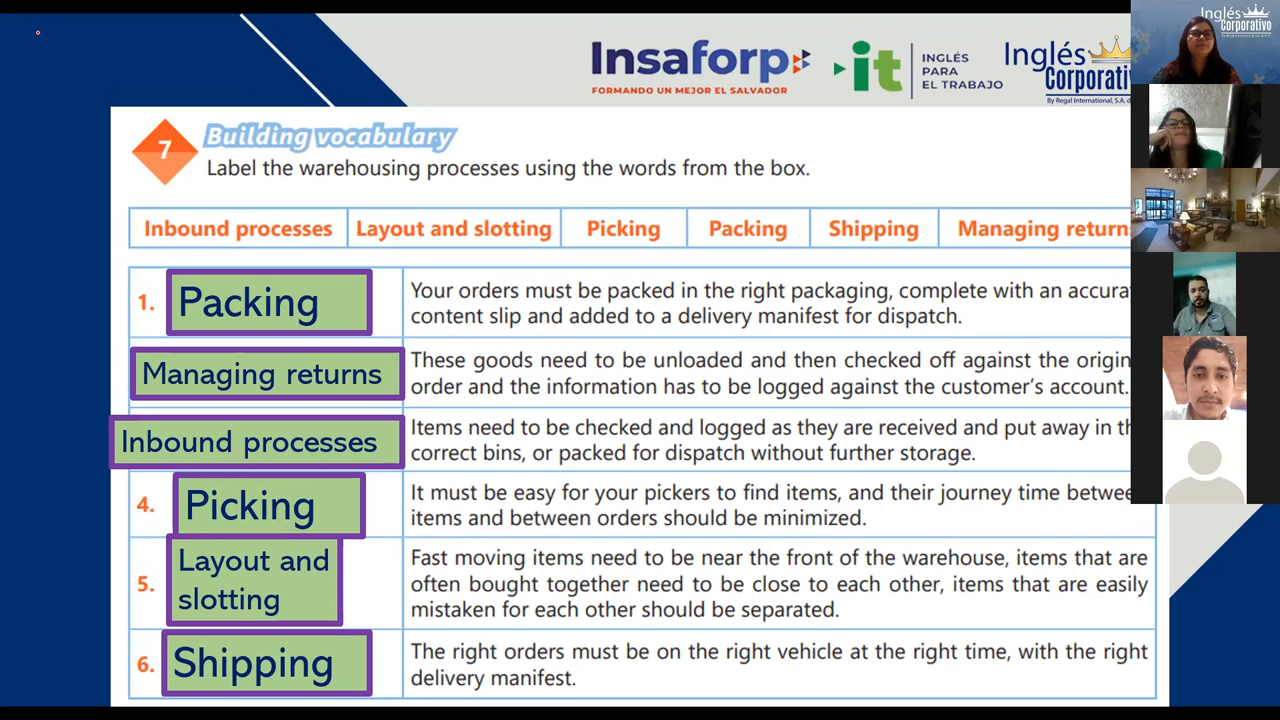 Insaforp
FORMANDO UN MEJOR EL SALVADOR
it
INGLÉS
PARA
EL TRABAJO
Inglés
Corporativ
By Regal International, S.A. d
Inglés
Corporativo
7
Building vocabulary
Label the warehousing processes using the words from the box.
Inbound processes Layout and slotting Picking Packing Shipping Managing return
1. Packing
Your orders must be packed in the right packaging, complete with an accura
content slip and added to a delivery manifest for dispatch.
Managing returns
These goods need to be unloaded and then checked off against the origin
order and the information has to be logged against the customer's account.
Inbound processes
Items need to be checked and logged as they are received and put away in th
correct bins, or packed for dispatch without further storage.
4. Picking
It must be easy for your pickers to find items, and their journey time betwee
items and between orders should be minimized.
5. Layout and
slotting
Fast moving items need to be near the front of the warehouse, items that are
often bought together need to be close to each other, items that are easily
mistaken for each other should be separated.
6. Shipping
The right orders must be on the right vehicle at the right time, with the right
delivery manifest.